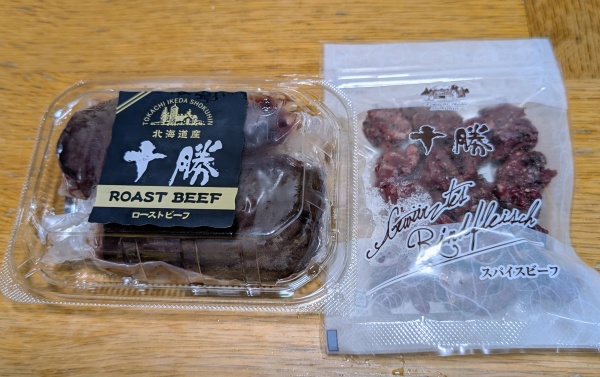 TOKACHI IKEDA SHOKUHIN
北海道産
十勝
ROAST BEEF
ローストビーフ
十勝
Rindfleisch
スパイスビーフ